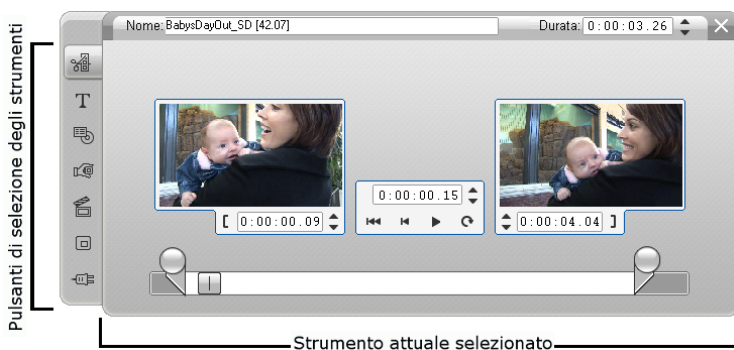 Nome: BabysDayOut_SD [42.07]
Durata: 0:00:03.26
Pulsanti di selezione degli strumenti
T
0:00:00.15
[ 0:00:00.09
0:00:04.04 ]
Strumento attuale selezionato